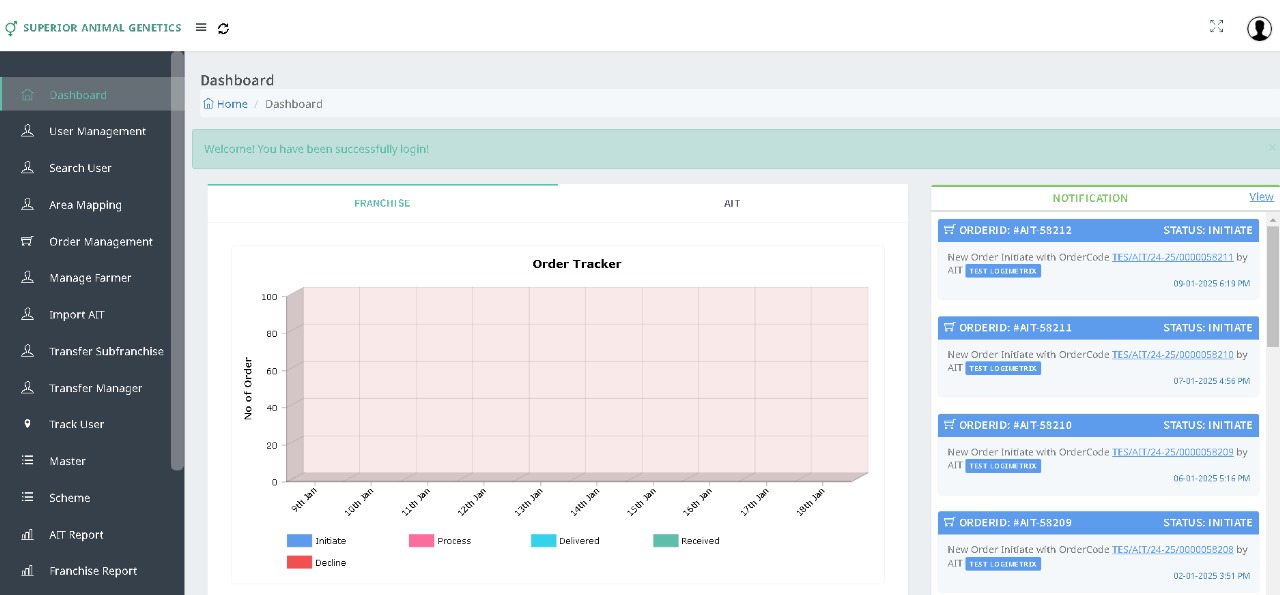 SUPERIOR ANIMAL GENETICS
Dashboard
User Management
Search User
Area Mapping
Order Management
Manage Farmer
Import AIT
Transfer Subfranchise
Transfer Manager
Track User
Master
Scheme
AIT Report
Franchise Report
Dashboard
Home / Dashboard
Welcome! You have been successfully login!
×
FRANCHISE
AIT
Order Tracker
No of Order
100
80
60
40
20
0
9th Jan
10th Jan
11th Jan
12th Jan
13th Jan
14th Jan
15th Jan
16th Jan
17th Jan
18th Jan
Initiate
Process
Delivered
Received
Decline
NOTIFICATION
View
ORDERID: #AIT-58212 STATUS: INITIATE
New Order Initiate with OrderCode TES/AIT/24-25/0000058211 by
AIT TEST LOGIMETRIX
09-01-2025 6:19 PM
ORDERID: #AIT-58211 STATUS: INITIATE
New Order Initiate with OrderCode TES/AIT/24-25/0000058210 by
AIT TEST LOGIMETRIX
07-01-2025 4:56 PM
ORDERID: #AIT-58210 STATUS: INITIATE
New Order Initiate with OrderCode TES/AIT/24-25/0000058209 by
AIT TEST LOGIMETRIX
06-01-2025 5:16 PM
ORDERID: #AIT-58209 STATUS: INITIATE
New Order Initiate with OrderCode TES/AIT/24-25/0000058208 by
AIT TEST LOGIMETRIX
02-01-2025 3:51 PM